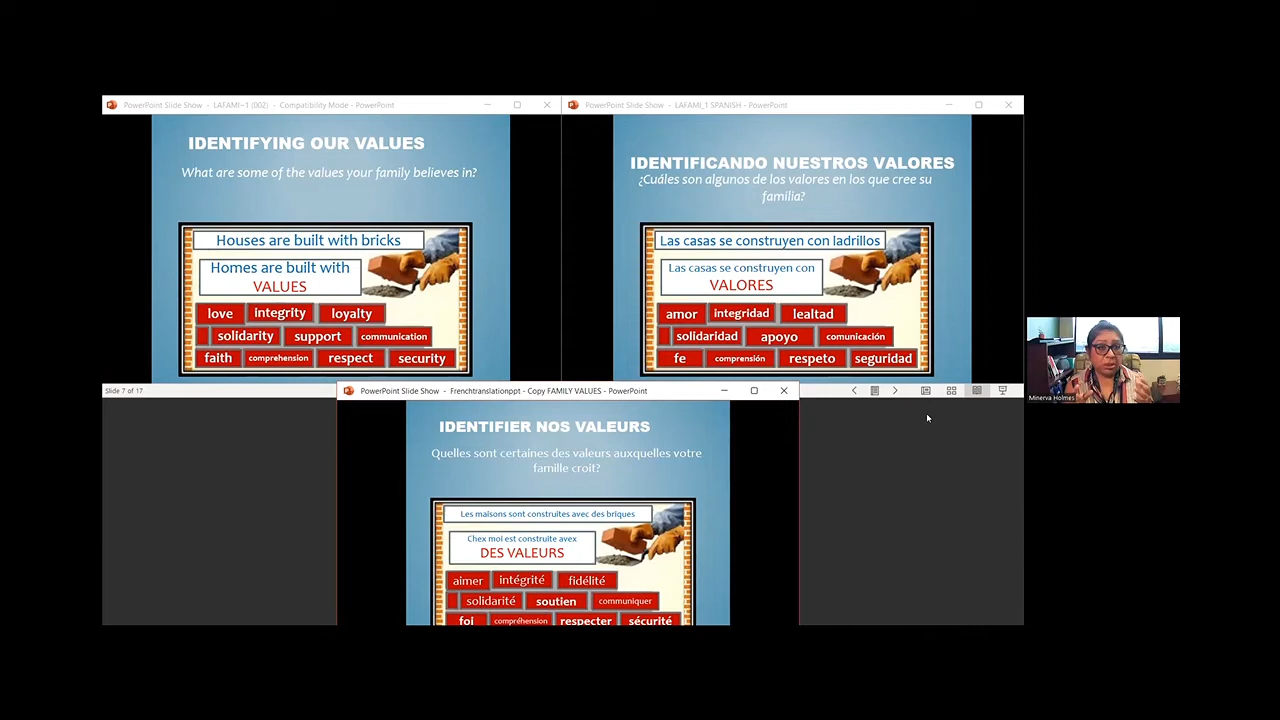 PowerPoint Slide Show - LAFAMI~1 (002) - Compatibility Mode - PowerPoint
IDENTIFYING OUR VALUES
What are some of the values your family believes in?
Houses are built with bricks
Homes are built with
VALUES
love integrity loyalty
solidarity support communication
faith comprehension respect security
PowerPoint Slide Show - LAFAMI_1 SPANISH - PowerPoint
IDENTIFICANDO NUESTROS VALORES
¿Cuáles son algunos de los valores en los que cree su
familia?
Las casas se construyen con ladrillos
Las casas se construyen con
VALORES
amor integridad lealtad
solidaridad apoyo comunicación
fe comprensión respeto seguridad
Minerva Holmes
Slide 7 of 17
PowerPoint Slide Show - Frenchtranslationppt - Copy FAMILY VALUES - PowerPoint
IDENTIFIER NOS VALEURS
Quelles sont certaines des valeurs auxquelles votre
famille croit?
Les maisons sont construites avec des briques
Chex moi est construite avex
DES VALEURS
aimer intégrité fidélité
solidarité soutien communiquer
foi compréhension respecter sécurité